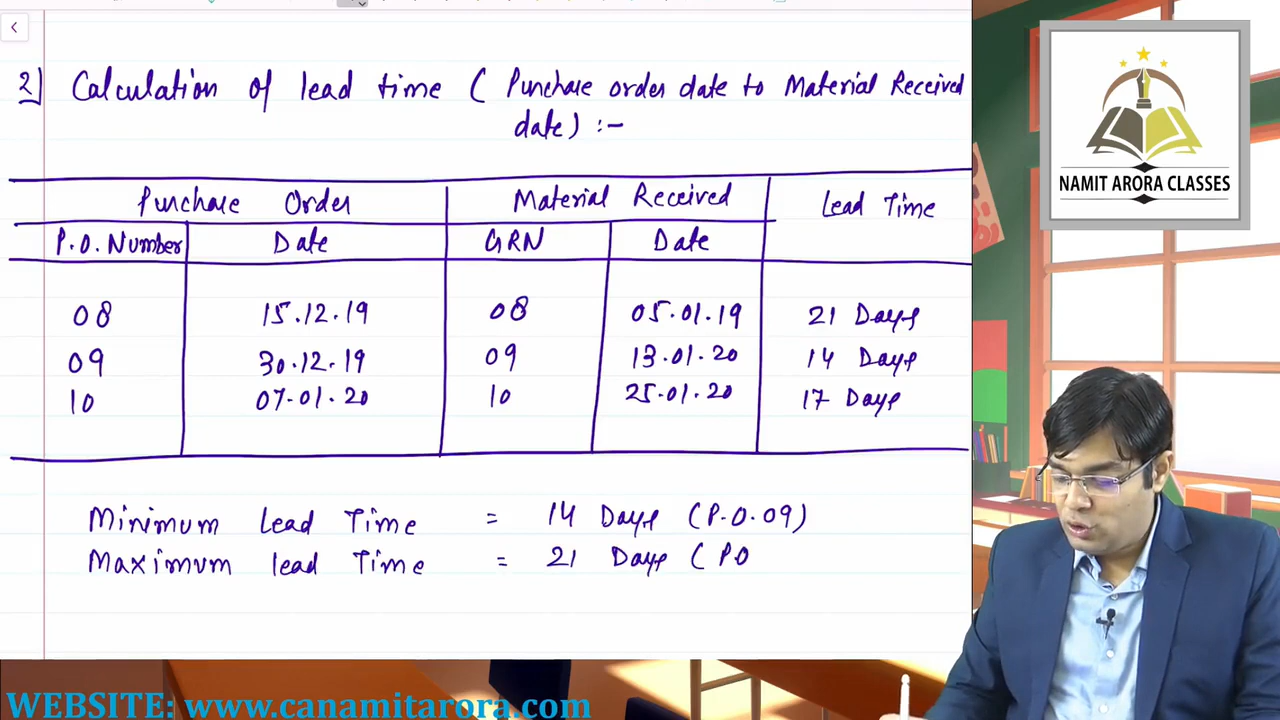 2) Calculation of lead time ( Purchase order date to Material Received
date) :-
Purchase Order Material Received Lead Time
P.O. Number Date GRN Date
08 15.12.19 08 05.01.19 21 Days
09 30.12.19 09 13.01.20 14 Days
10 07.01.20 10 25.01.20 17 Days
Minimum Lead Time = 14 Days (P.O.09)
Maximum lead Time = 21 Days ( PO
NAMIT ARORA CLASSES
WEBSITE: www.canamitarora.com